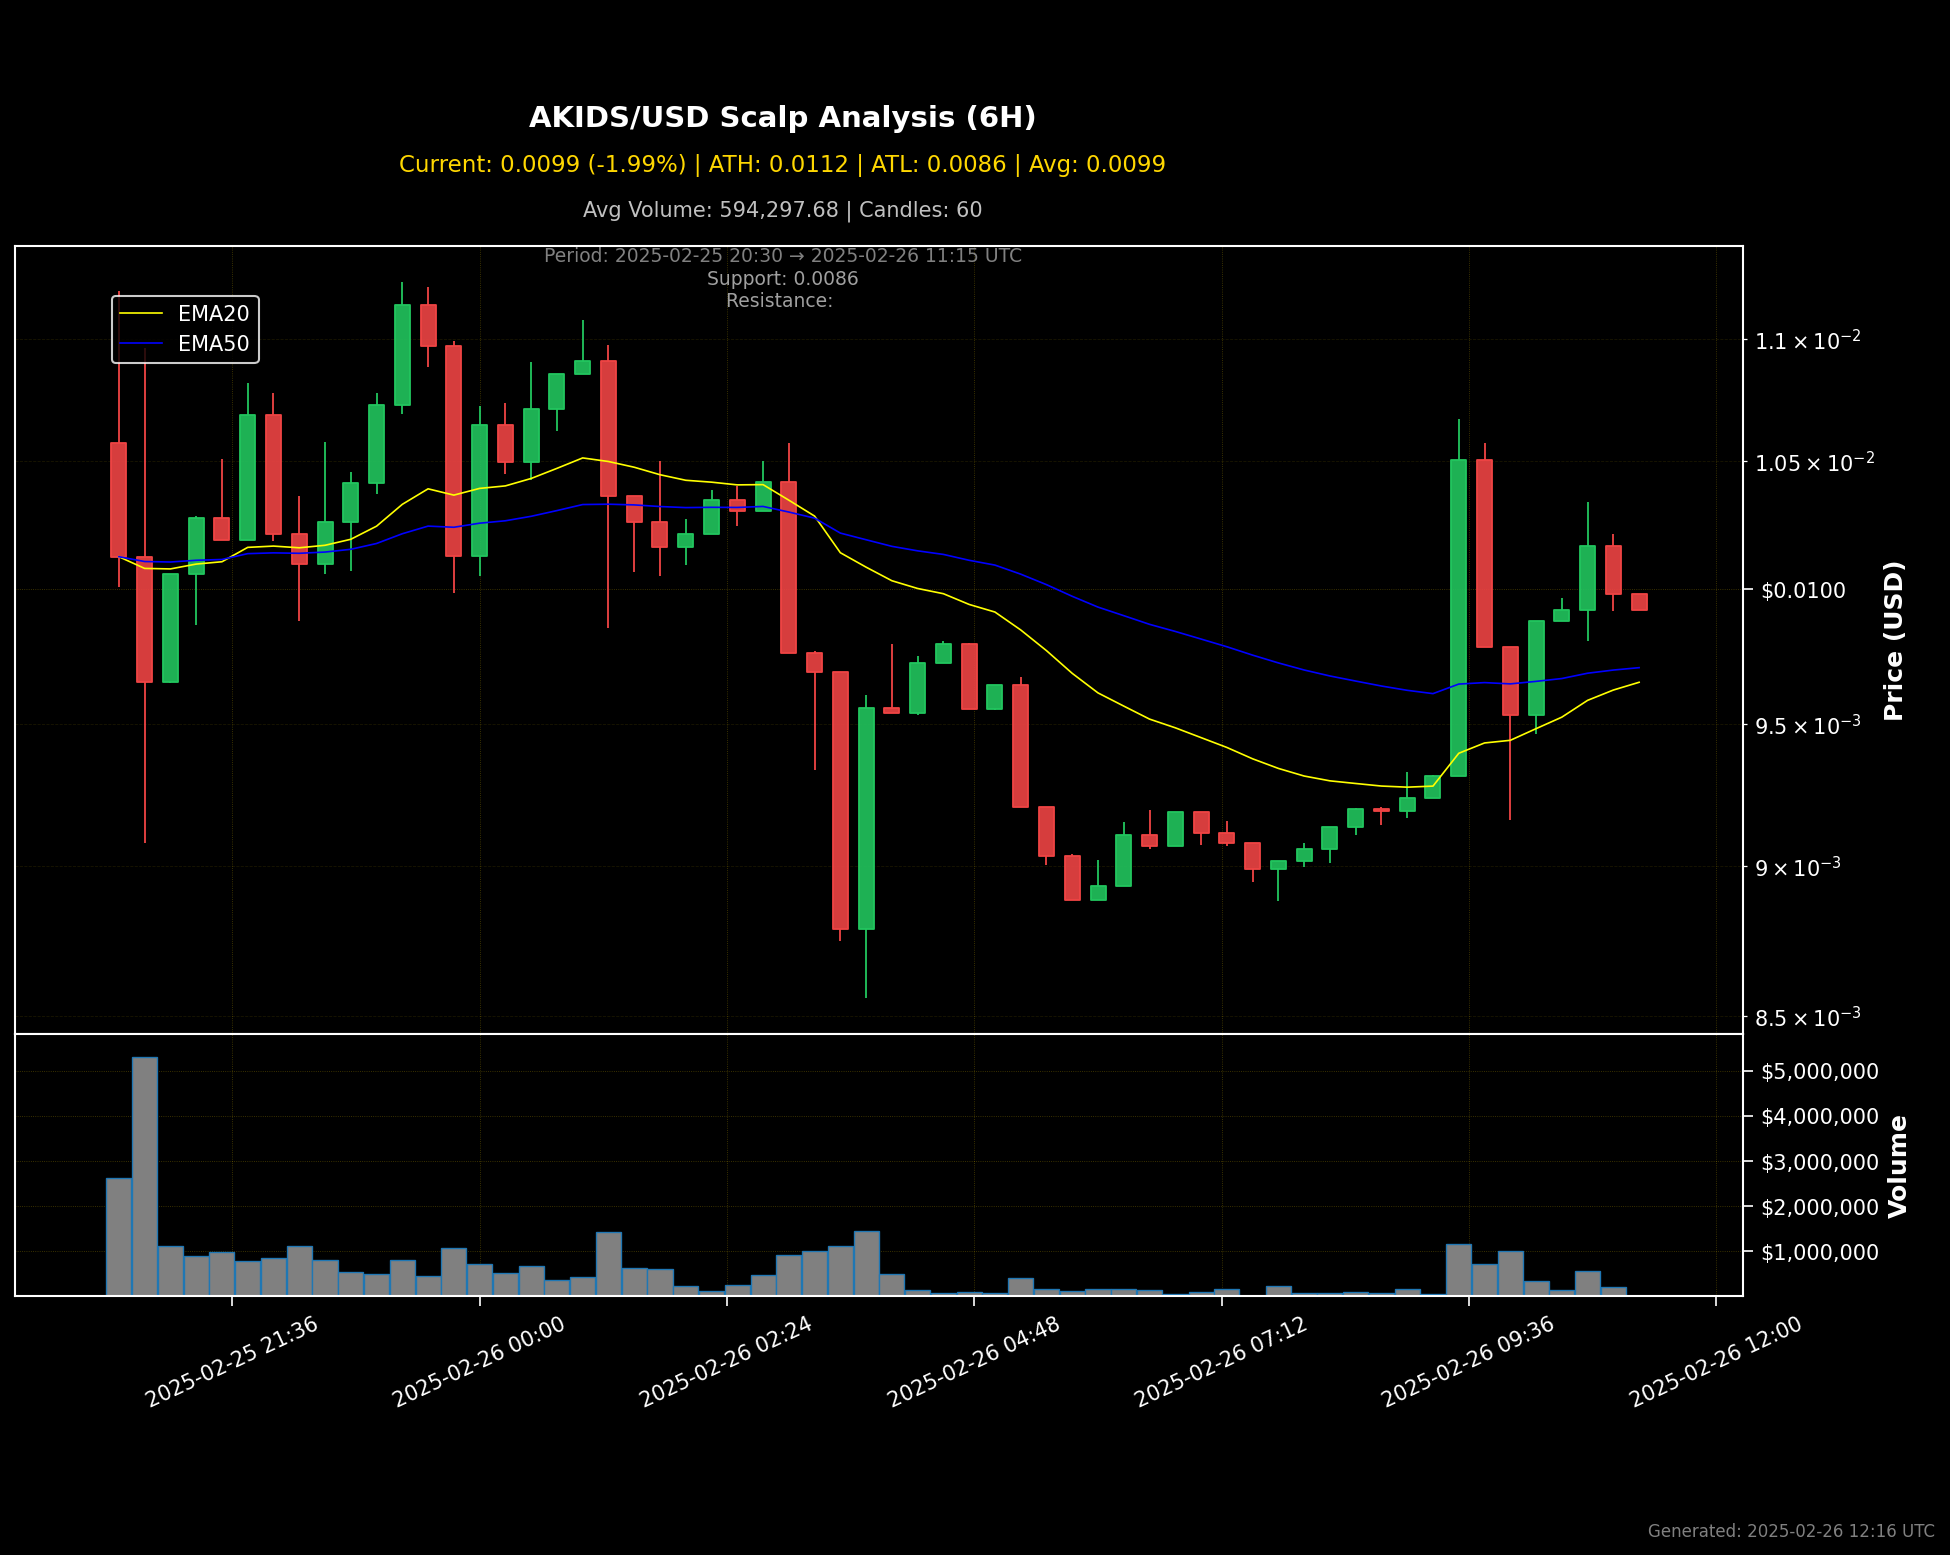 AKIDS/USD Scalp Analysis (6H)
Current: 0.0099 (-1.99%) | ATH: 0.0112 | ATL: 0.0086 | Avg: 0.0099
Avg Volume: 594,297.68 | Candles: 60
Period: 2025-02-25 20:30 → 2025-02-26 11:15 UTC
Support: 0.0086
Resistance:
EMA20
EMA50
1.1 × 10⁻²
1.05 × 10⁻²
$0.0100
9.5 × 10⁻³
9 × 10⁻³
8.5 × 10⁻³
Price (USD)
$5,000,000
$4,000,000
$3,000,000
$2,000,000
$1,000,000
Volume
2025-02-25 21:36
2025-02-26 00:00
2025-02-26 02:24
2025-02-26 04:48
2025-02-26 07:12
2025-02-26 09:36
2025-02-26 12:00
Generated: 2025-02-26 12:16 UTC